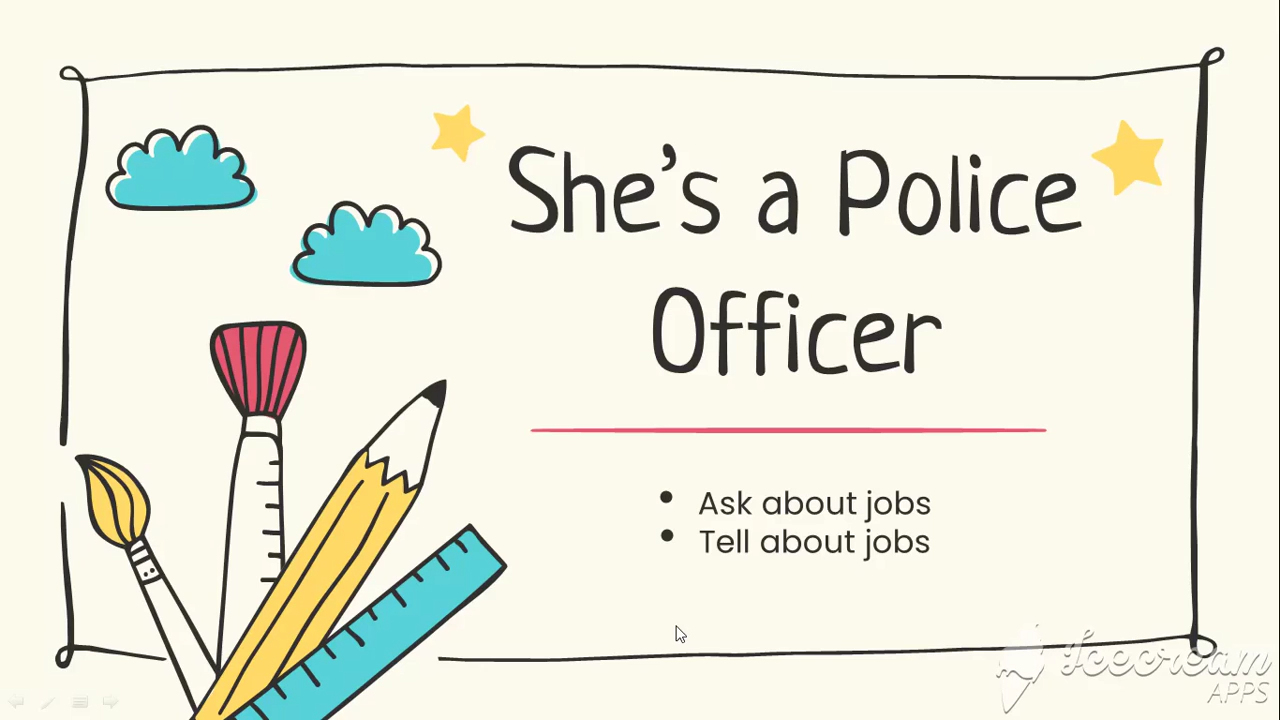 She's a Police
Officer
• Ask about jobs
• Tell about jobs
Icecream
APPS